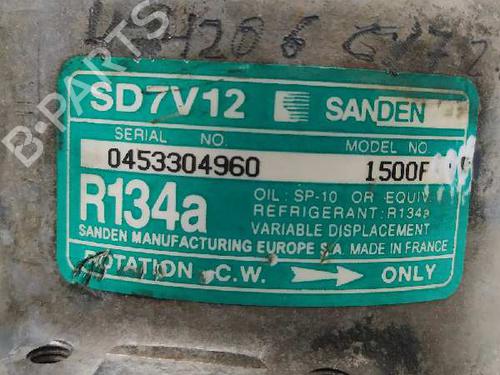 SD7V12 SANDEN
SERIAL NO. MODEL NO.
0453304960 1500F
R134a
OIL: SP-10 OR EQUIV.
REFRIGERANT: R134a
VARIABLE DISPLACEMENT
SANDEN MANUFACTURING EUROPE S.A. MADE IN FRANCE
ROTATION C.W. ONLY
B-PARTS